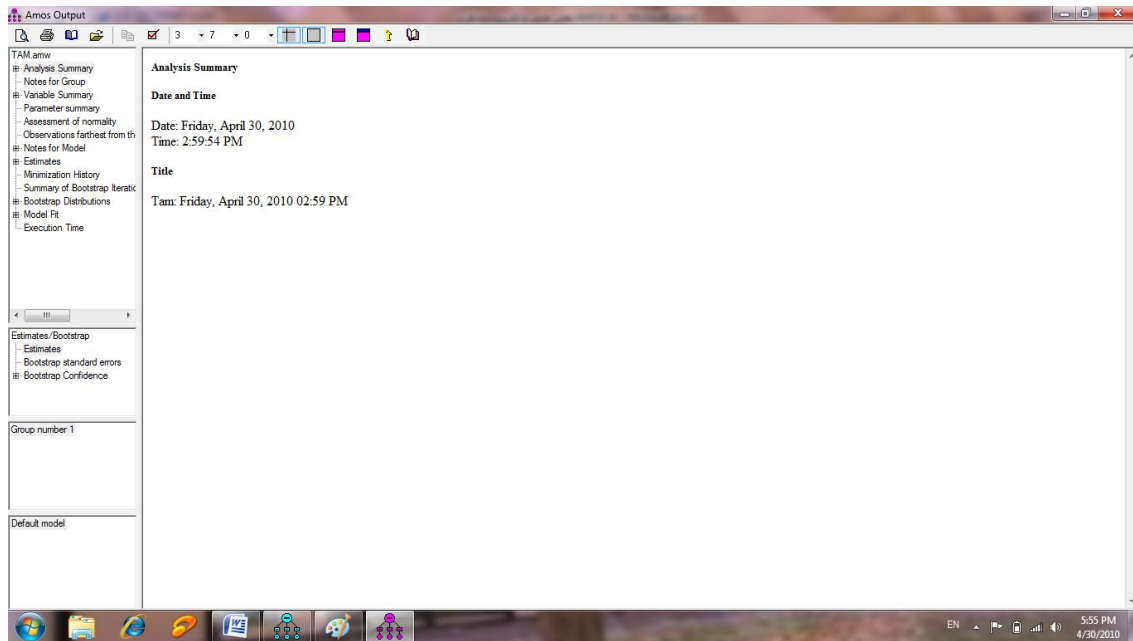 Amos Output
3 7 0
TAM.amw
Analysis Summary
Notes for Group
Variable Summary
Parameter summary
Assessment of normality
Observations farthest from th
Notes for Model
Estimates
Minimization History
Summary of Bootstrap Iteratic
Bootstrap Distributions
Model Fit
Execution Time
Estimates/Bootstrap
Estimates
Bootstrap standard errors
Bootstrap Confidence
Group number 1
Default model
Analysis Summary
Date and Time
Date: Friday, April 30, 2010
Time: 2:59:54 PM
Title
Tam: Friday, April 30, 2010 02:59 PM
EN
5:55 PM
4/30/2010